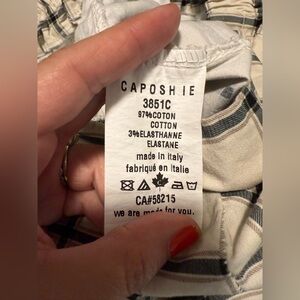 CAPOSHIE
3851C
97%COTON
COTTON
3%ELASTHANNE
ELASTANE
made in italy
fabriqué en italie
CA#58215
we are made for you.